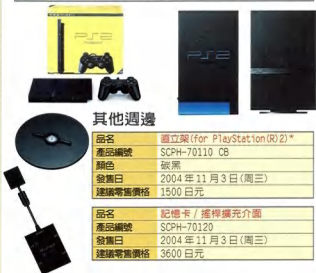 PS2
其他週邊
品名 直立架(for PlayStation(R)2)*
產品編號 SCPH-70110 CB
顏色 碳黑
發售日 2004年11月3日(周三)
建議零售價格 1500日元
品名 記憶卡 / 搖桿擴充介面
產品編號 SCPH-70120
發售日 2004年11月3日(周三)
建議零售價格 3600日元